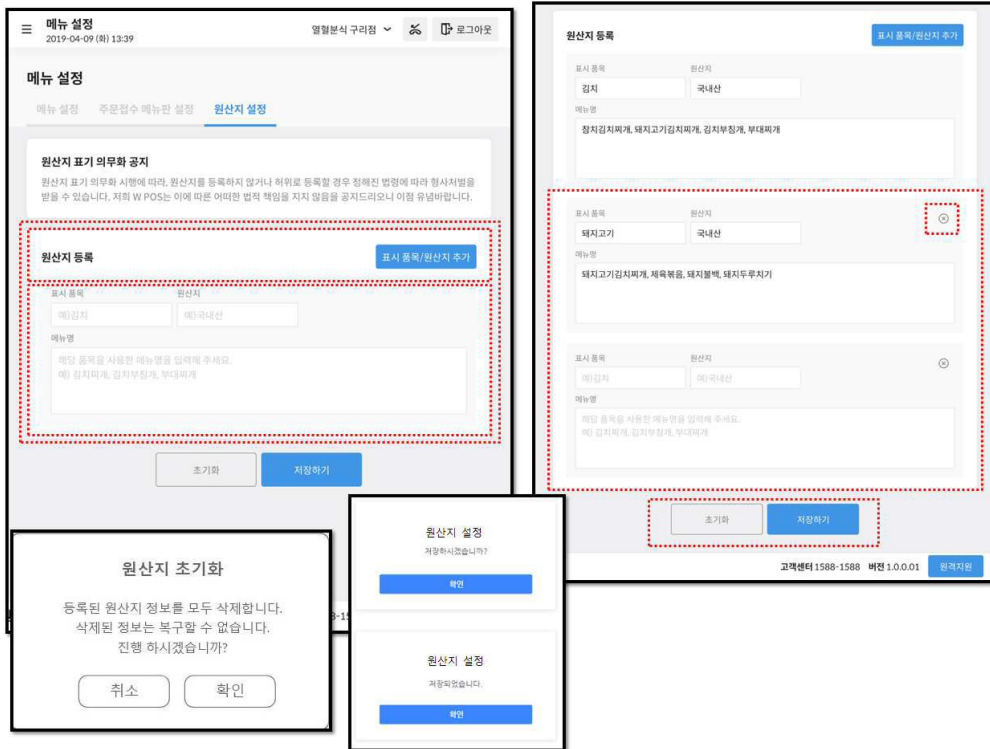 메뉴 설정
2019-04-09 (화) 13:39
열혈분식 구리점
로그아웃
메뉴 설정
메뉴 설정 주문접수 메뉴판 설정 원산지 설정
원산지 표기 의무화 공지
원산지 표기 의무화 시행에 따라, 원산지를 등록하지 않거나 허위로 등록할 경우 정해진 법령에 따라 형사처벌을
받을 수 있습니다. 저희 W POS는 이에 따른 어떠한 법적 책임을 지지 않음을 공지드리오니 이점 유념바랍니다.
원산지 등록
표시 품목/원산지 추가
표시 품목 원산지
예)김치 예)국내산
메뉴명
해당 품목을 사용한 메뉴명을 입력해 주세요.
예) 김치찌개, 김치부침개, 부대찌개
초기화 저장하기
원산지 초기화
등록된 원산지 정보를 모두 삭제합니다.
삭제된 정보는 복구할 수 없습니다.
진행 하시겠습니까?
취소 확인
원산지 설정
저장하시겠습니까?
확인
원산지 설정
저장되었습니다.
확인
원산지 등록
표시 품목/원산지 추가
표시 품목 원산지
김치 국내산
메뉴명
참치김치찌개, 돼지고기김치찌개, 김치부침개, 부대찌개
표시 품목 원산지
돼지고기 국내산
메뉴명
돼지고기김치찌개, 제육볶음, 돼지불백, 돼지두루치기
표시 품목 원산지
예)김치 예)국내산
메뉴명
해당 품목을 사용한 메뉴명을 입력해 주세요.
예) 김치찌개, 김치부침개, 부대찌개
초기화 저장하기
고객센터 1588-1588 버전 1.0.0.01 원격지원